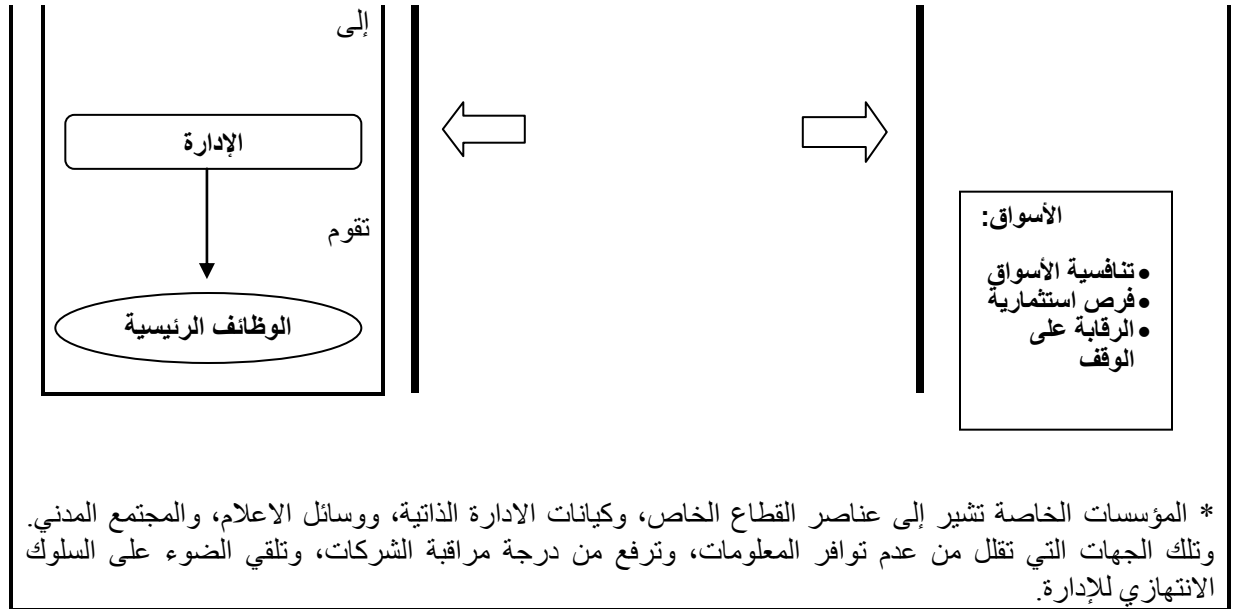 إلى
الإدارة
تقوم
الوظائف الرئيسية
الأسواق:
• تنافسية الأسواق
• فرص استثمارية
• الرقابة على
الوقف
* المؤسسات الخاصة تشير إلى عناصر القطاع الخاص، وكيانات الادارة الذاتية، ووسائل الاعلام، والمجتمع المدني.
وتلك الجهات التي تقلل من عدم توافر المعلومات، وترفع من درجة مراقبة الشركات، وتلقي الضوء على السلوك
الانتهازي للإدارة.